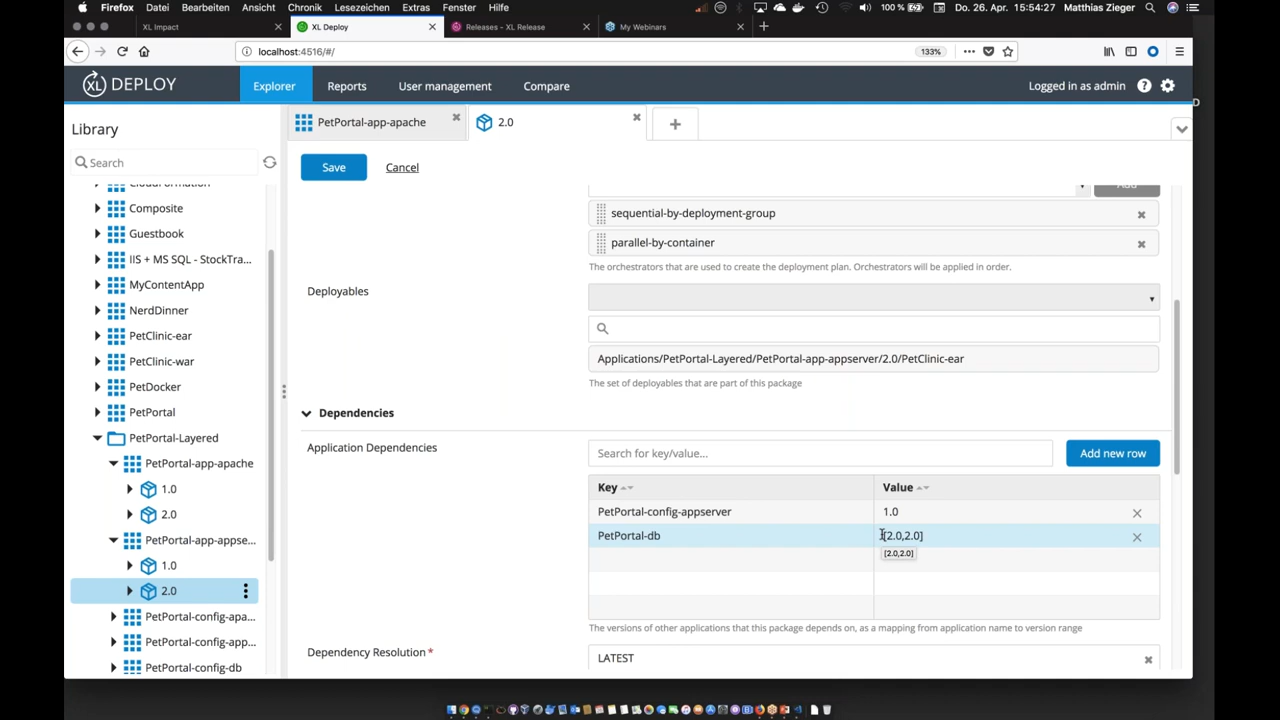 Firefox Datei Bearbeiten Ansicht Chronik Lesezeichen Extras Fenster Hilfe 100 % Do. 26. Apr. 15:54:27 Matthias Zieger
XL Impact XL Deploy Releases - XL Release My Webinars
localhost:4516/#/ 133%
XL DEPLOY Explorer Reports User management Compare Logged in as admin
Library
PetPortal-app-apache 2.0
Search
Save Cancel
CloudFormation
Composite
Guestbook
IIS + MS SQL - StockTra...
MyContentApp
NerdDinner
PetClinic-ear
PetClinic-war
PetDocker
PetPortal
PetPortal-Layered
PetPortal-app-apache
1.0
2.0
PetPortal-app-appse...
1.0
2.0
PetPortal-config-apa...
PetPortal-config-app...
PetPortal-config-db
Add
sequential-by-deployment-group
parallel-by-container
The orchestrators that are used to create the deployment plan. Orchestrators will be applied in order.
Deployables
Applications/PetPortal-Layered/PetPortal-app-appserver/2.0/PetClinic-ear
The set of deployables that are part of this package
Dependencies
Application Dependencies Search for key/value... Add new row
Key Value
PetPortal-config-appserver 1.0
PetPortal-db [2.0,2.0]
[2.0,2.0]
The versions of other applications that this package depends on, as a mapping from application name to version range
Dependency Resolution * LATEST